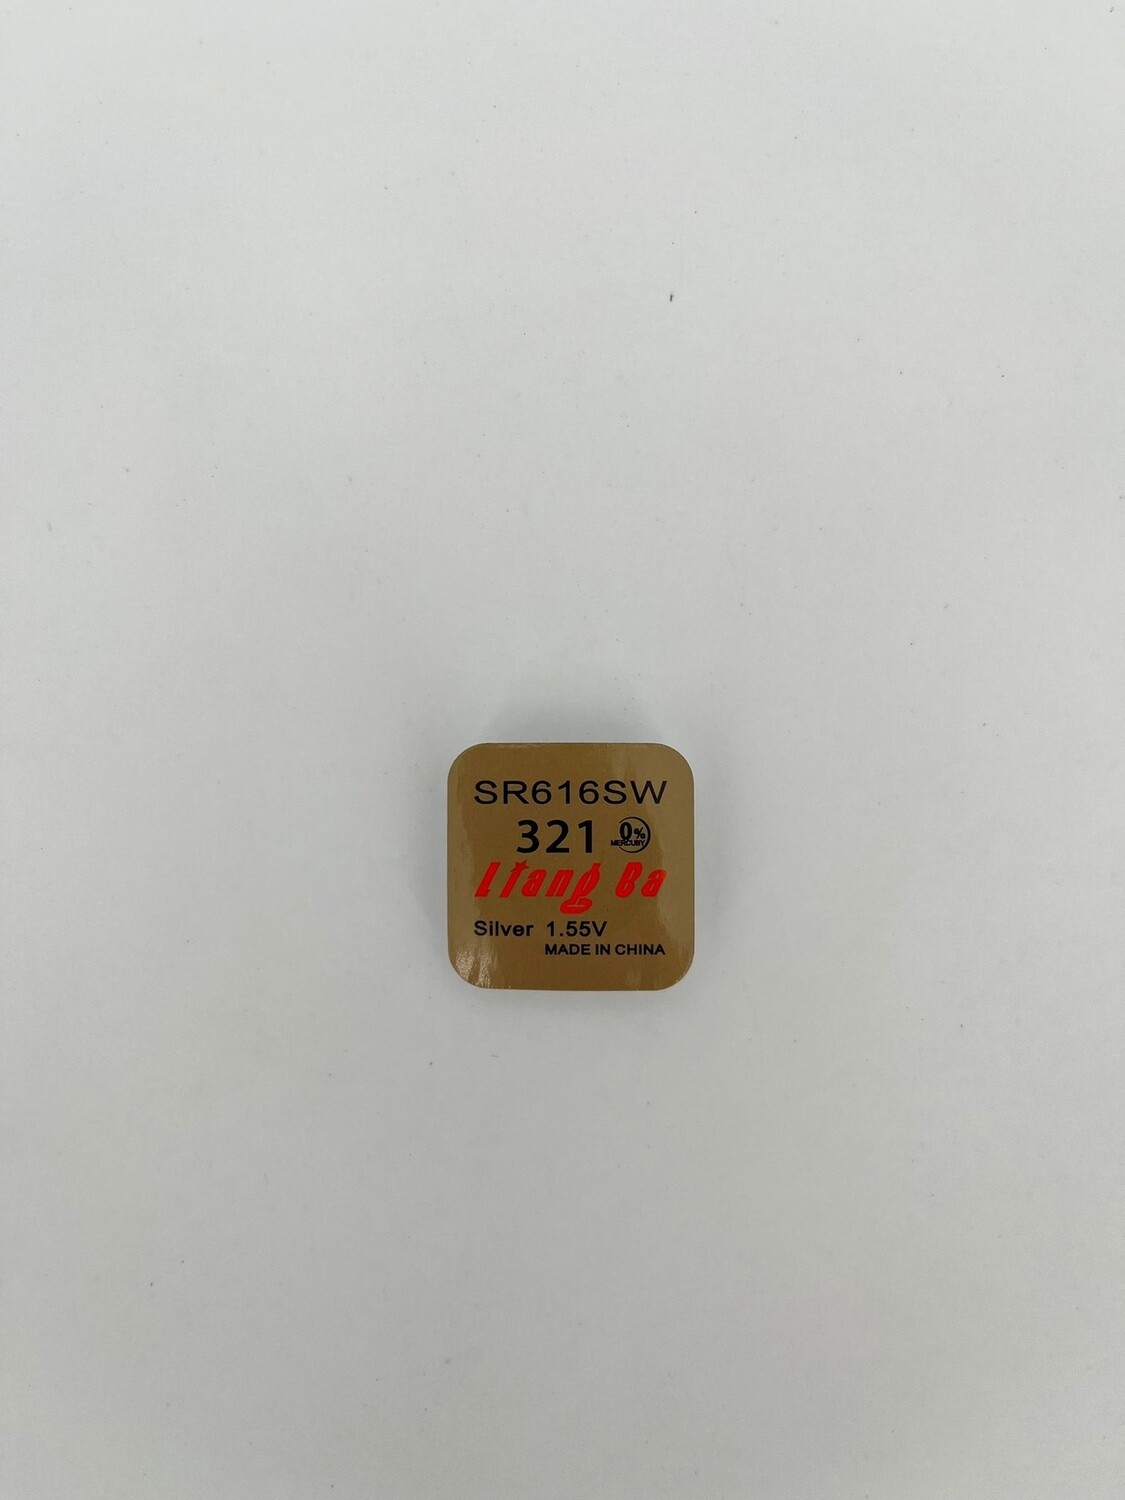 SR616SW
321 0% MERCURY
Liang Ba
Silver 1.55V
MADE IN CHINA